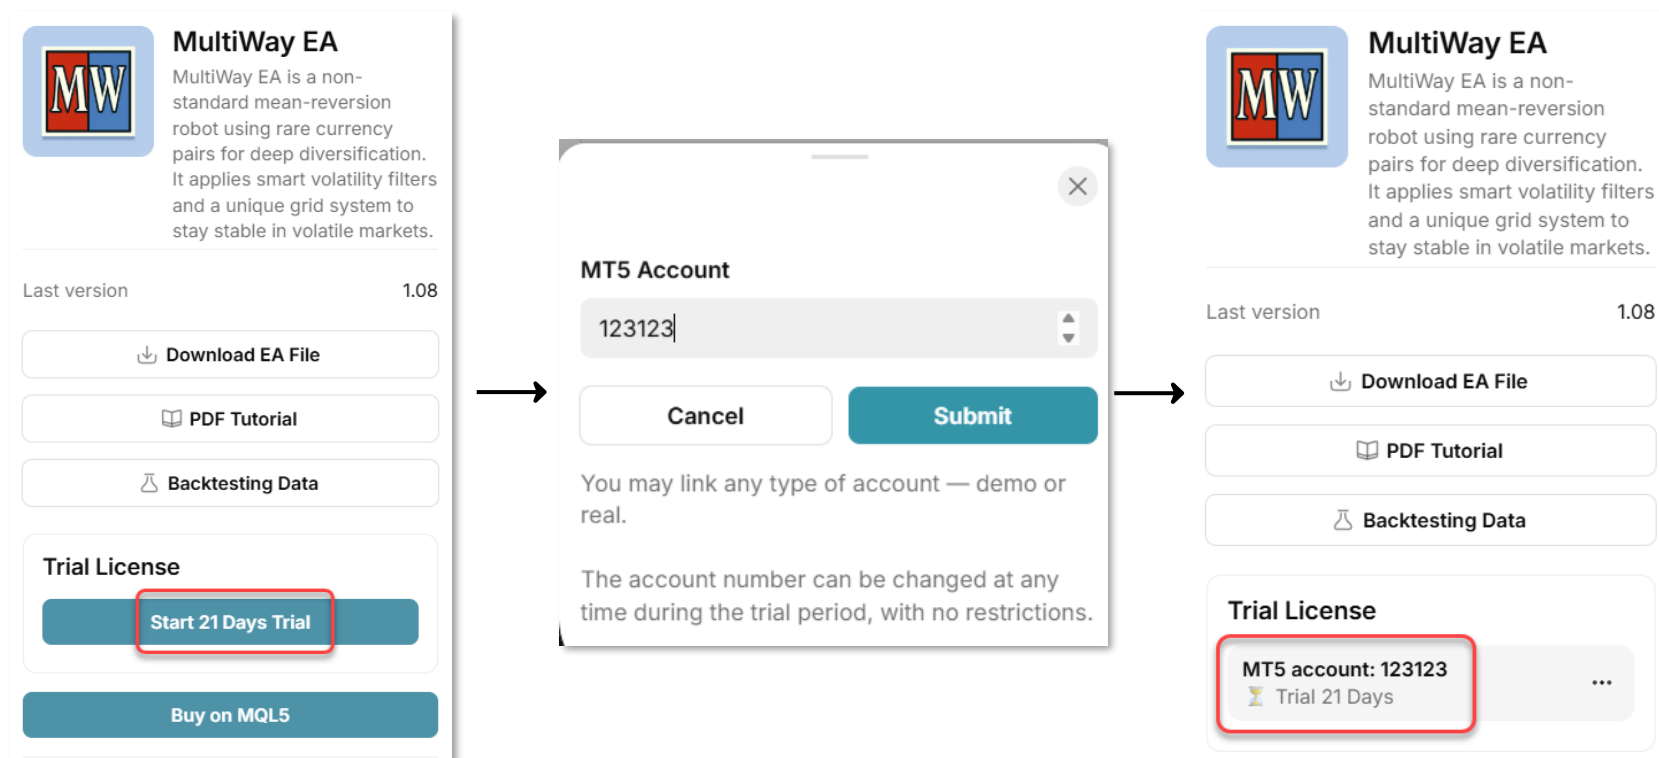 MW
MultiWay EA
MultiWay EA is a non-
standard mean-reversion
robot using rare currency
pairs for deep diversification.
It applies smart volatility filters
and a unique grid system to
stay stable in volatile markets.
Last version 1.08
Download EA File
PDF Tutorial
Backtesting Data
Trial License
Start 21 Days Trial
Buy on MQL5
MT5 Account
123123
Cancel Submit
You may link any type of account — demo or
real.
The account number can be changed at any
time during the trial period, with no restrictions.
MW
MultiWay EA
MultiWay EA is a non-
standard mean-reversion
robot using rare currency
pairs for deep diversification.
It applies smart volatility filters
and a unique grid system to
stay stable in volatile markets.
Last version 1.08
Download EA File
PDF Tutorial
Backtesting Data
Trial License
MT5 account: 123123
Trial 21 Days